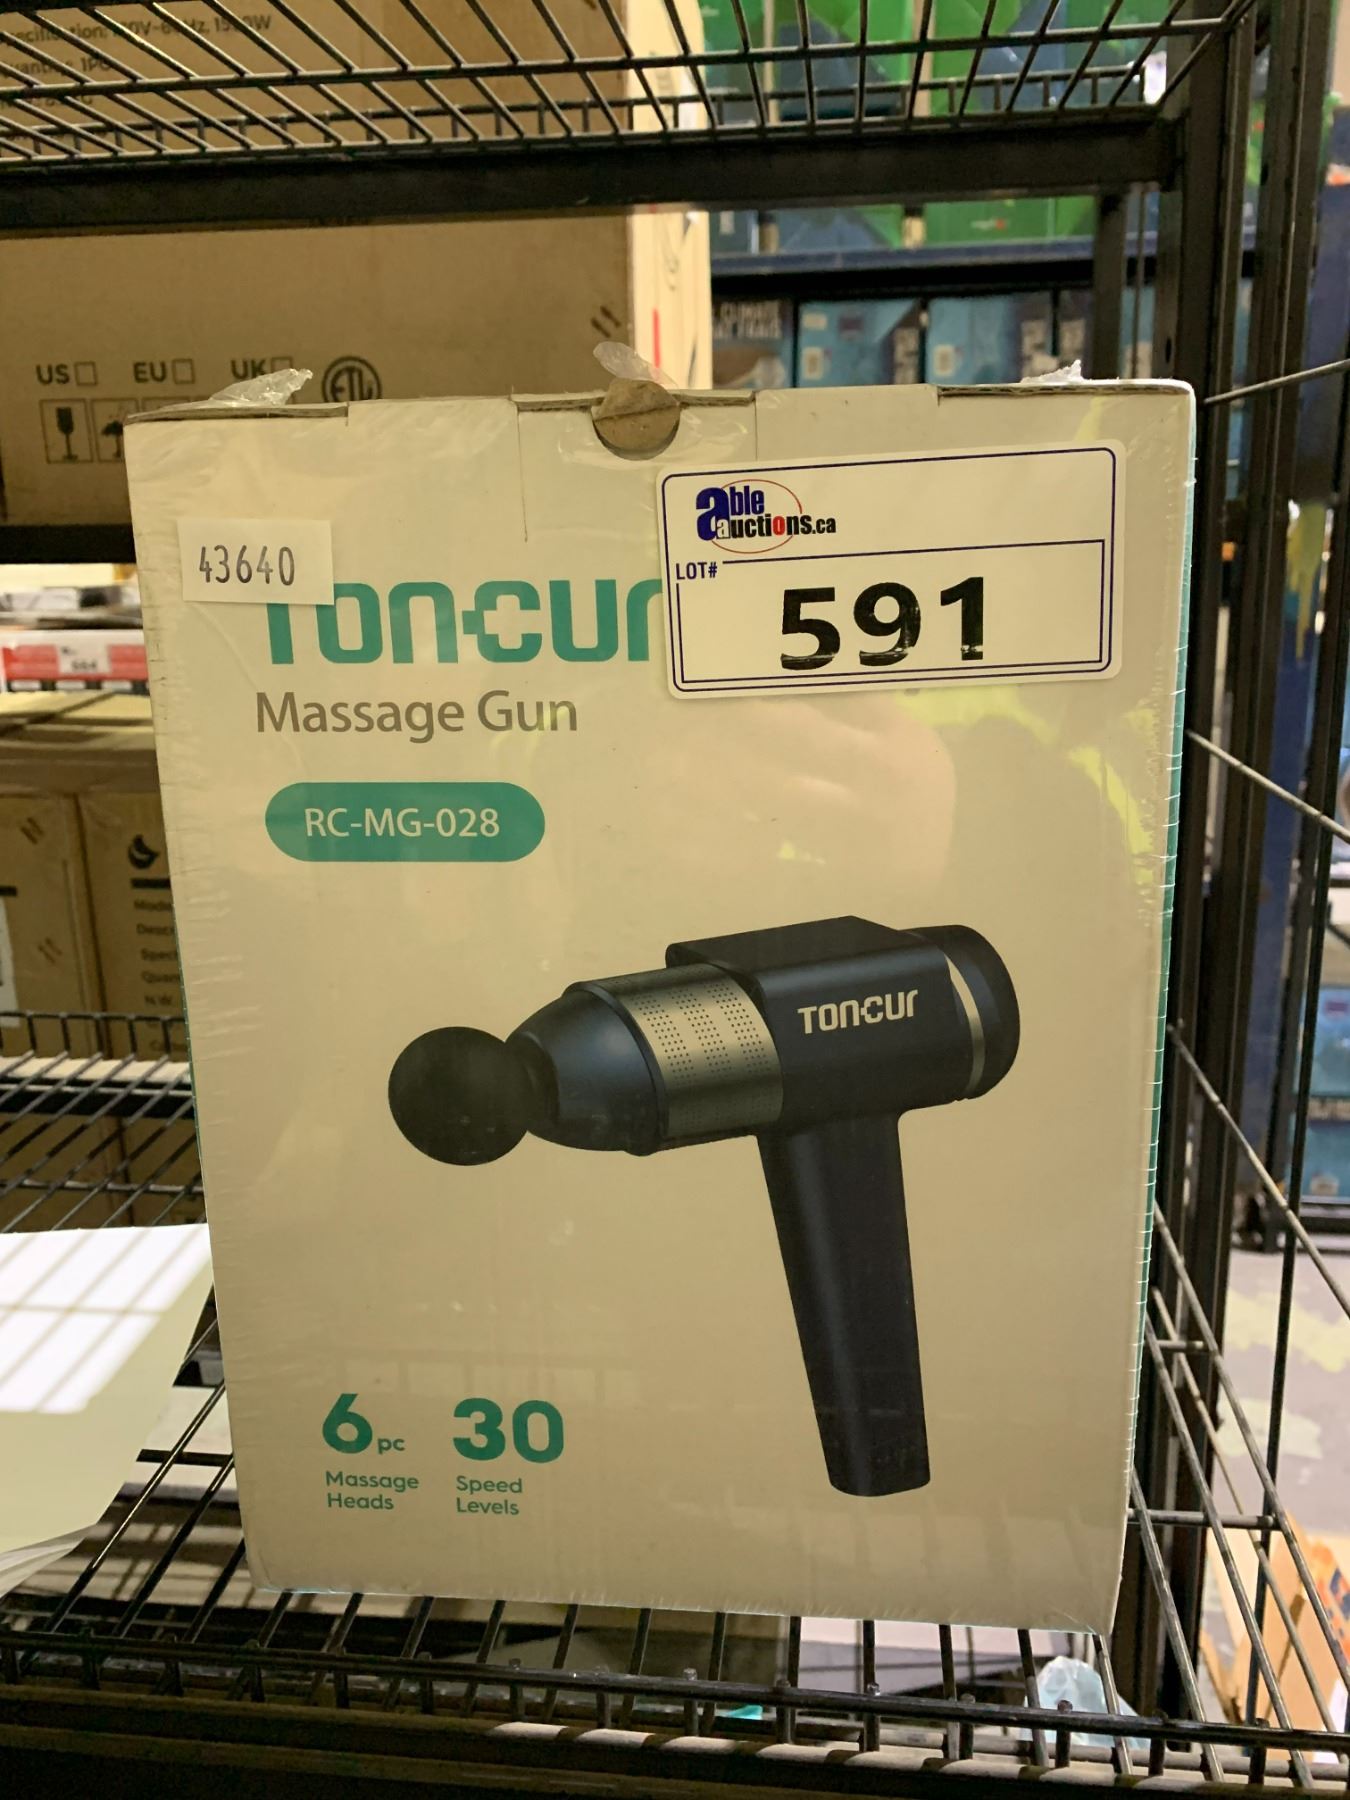 US EU UK
ETL
able
auctions.ca
LOT#
591
43640
TONCUR
Massage Gun
RC-MG-028
TONCUR
6pc 30
Massage Speed
Heads Levels